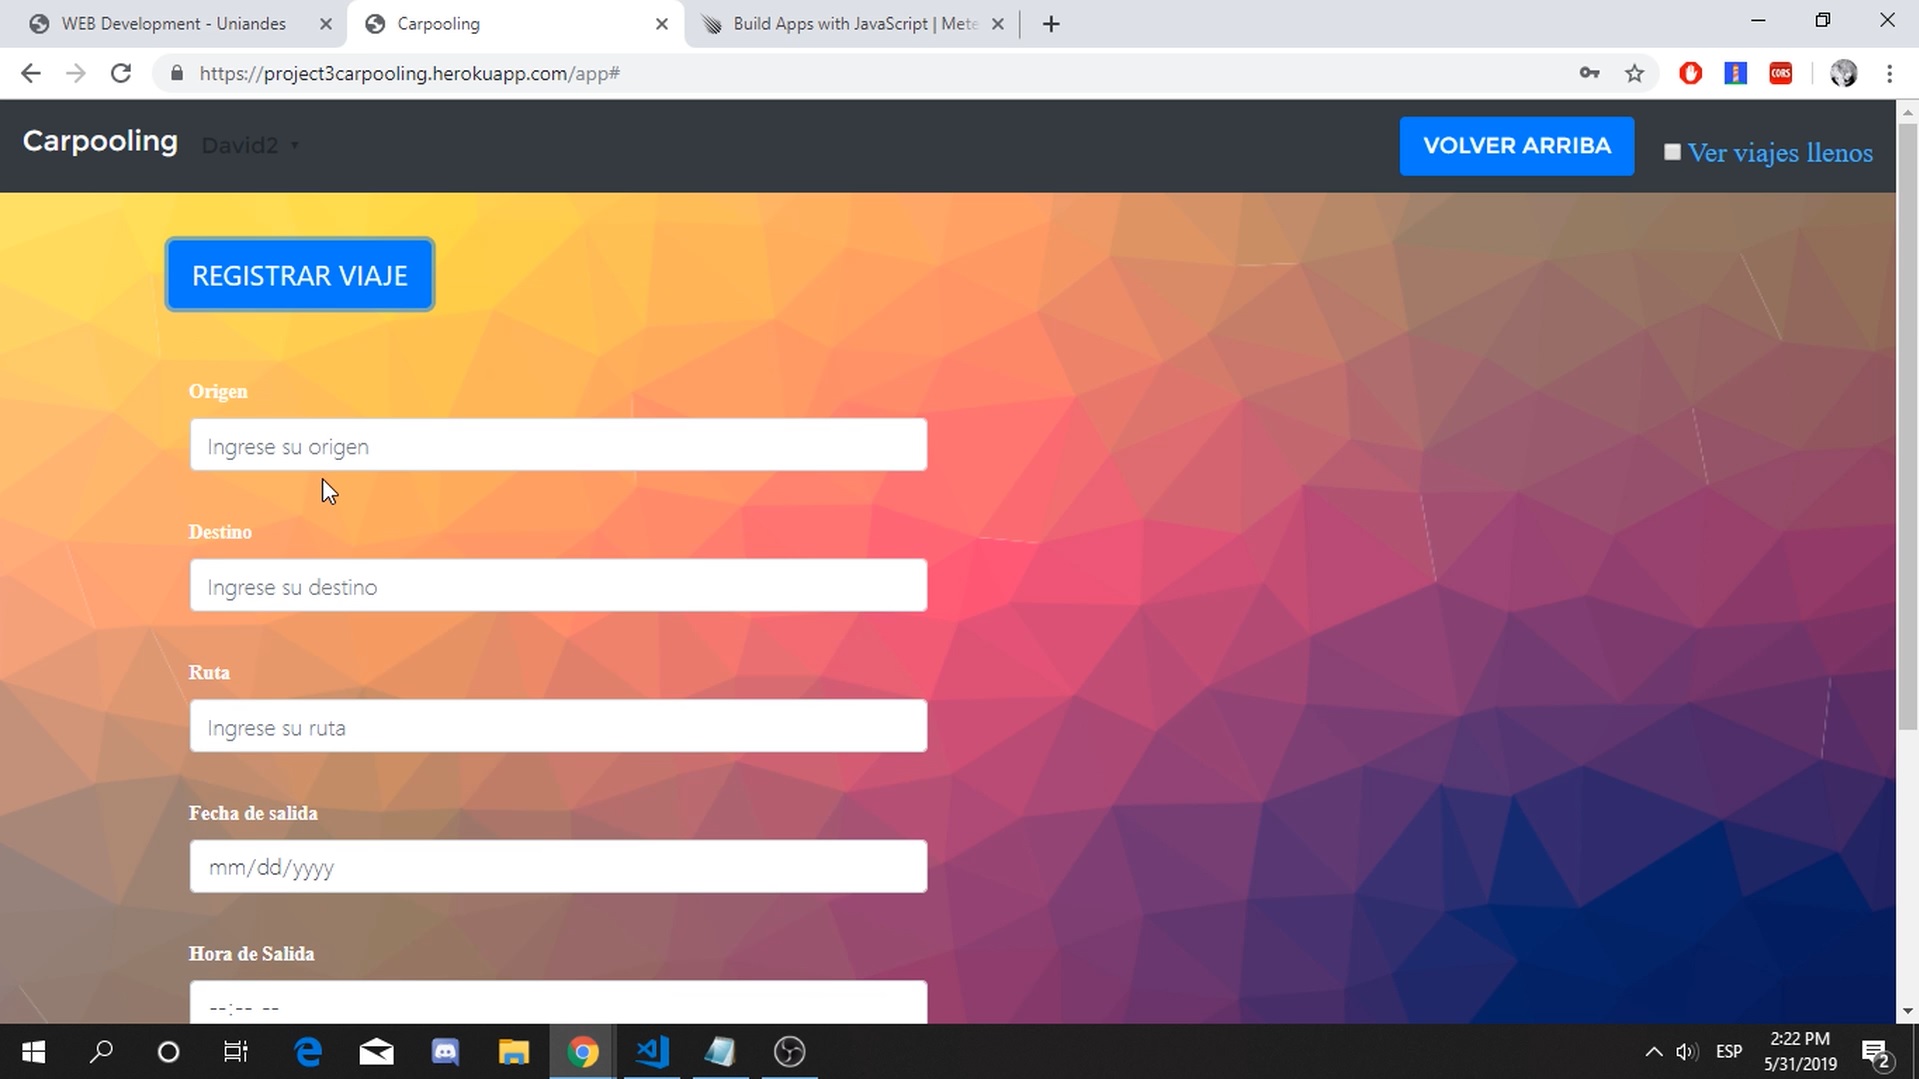 WEB Development - Uniandes
Carpooling
Build Apps with JavaScript | Mete
https://project3carpooling.herokuapp.com/app#
CORS
Carpooling
David2
VOLVER ARRIBA
Ver viajes llenos
REGISTRAR VIAJE
Origen
Ingrese su origen
Destino
Ingrese su destino
Ruta
Ingrese su ruta
Fecha de salida
mm/dd/yyyy
Hora de Salida
--:-- --
ESP
2:22 PM
5/31/2019
2